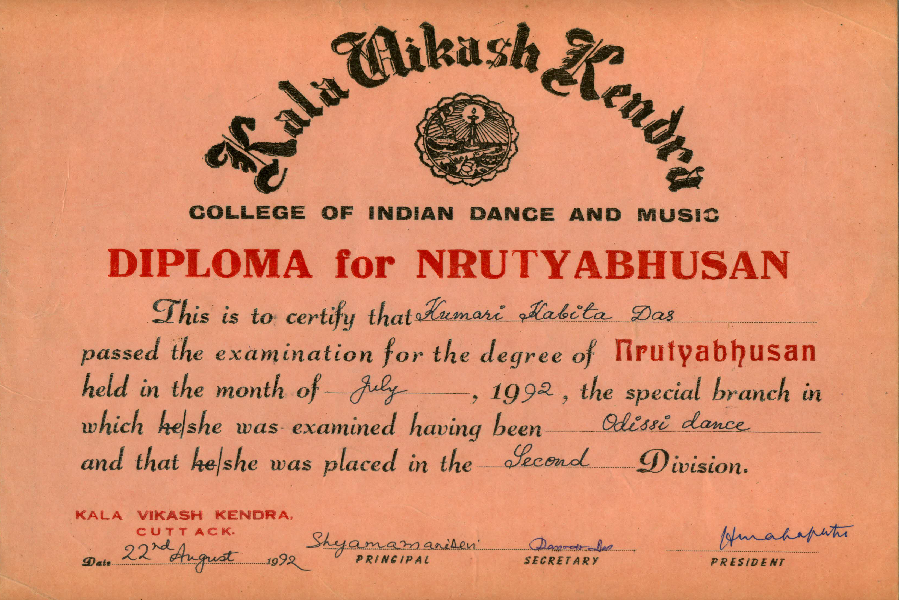 Kala Vikash Kendra
COLLEGE OF INDIAN DANCE AND MUSIC
DIPLOMA for NRUTYABHUSAN
This is to certify that Kumari Kabita Das
passed the examination for the degree of Nrutyabhusan
held in the month of July, 1992, the special branch in
which he/she was examined having been Odissi dance
and that he/she was placed in the Second Division.
KALA VIKASH KENDRA.
CUTTACK.
Date 22nd August 1992
Shyamamanidevi
PRINCIPAL SECRETARY PRESIDENT